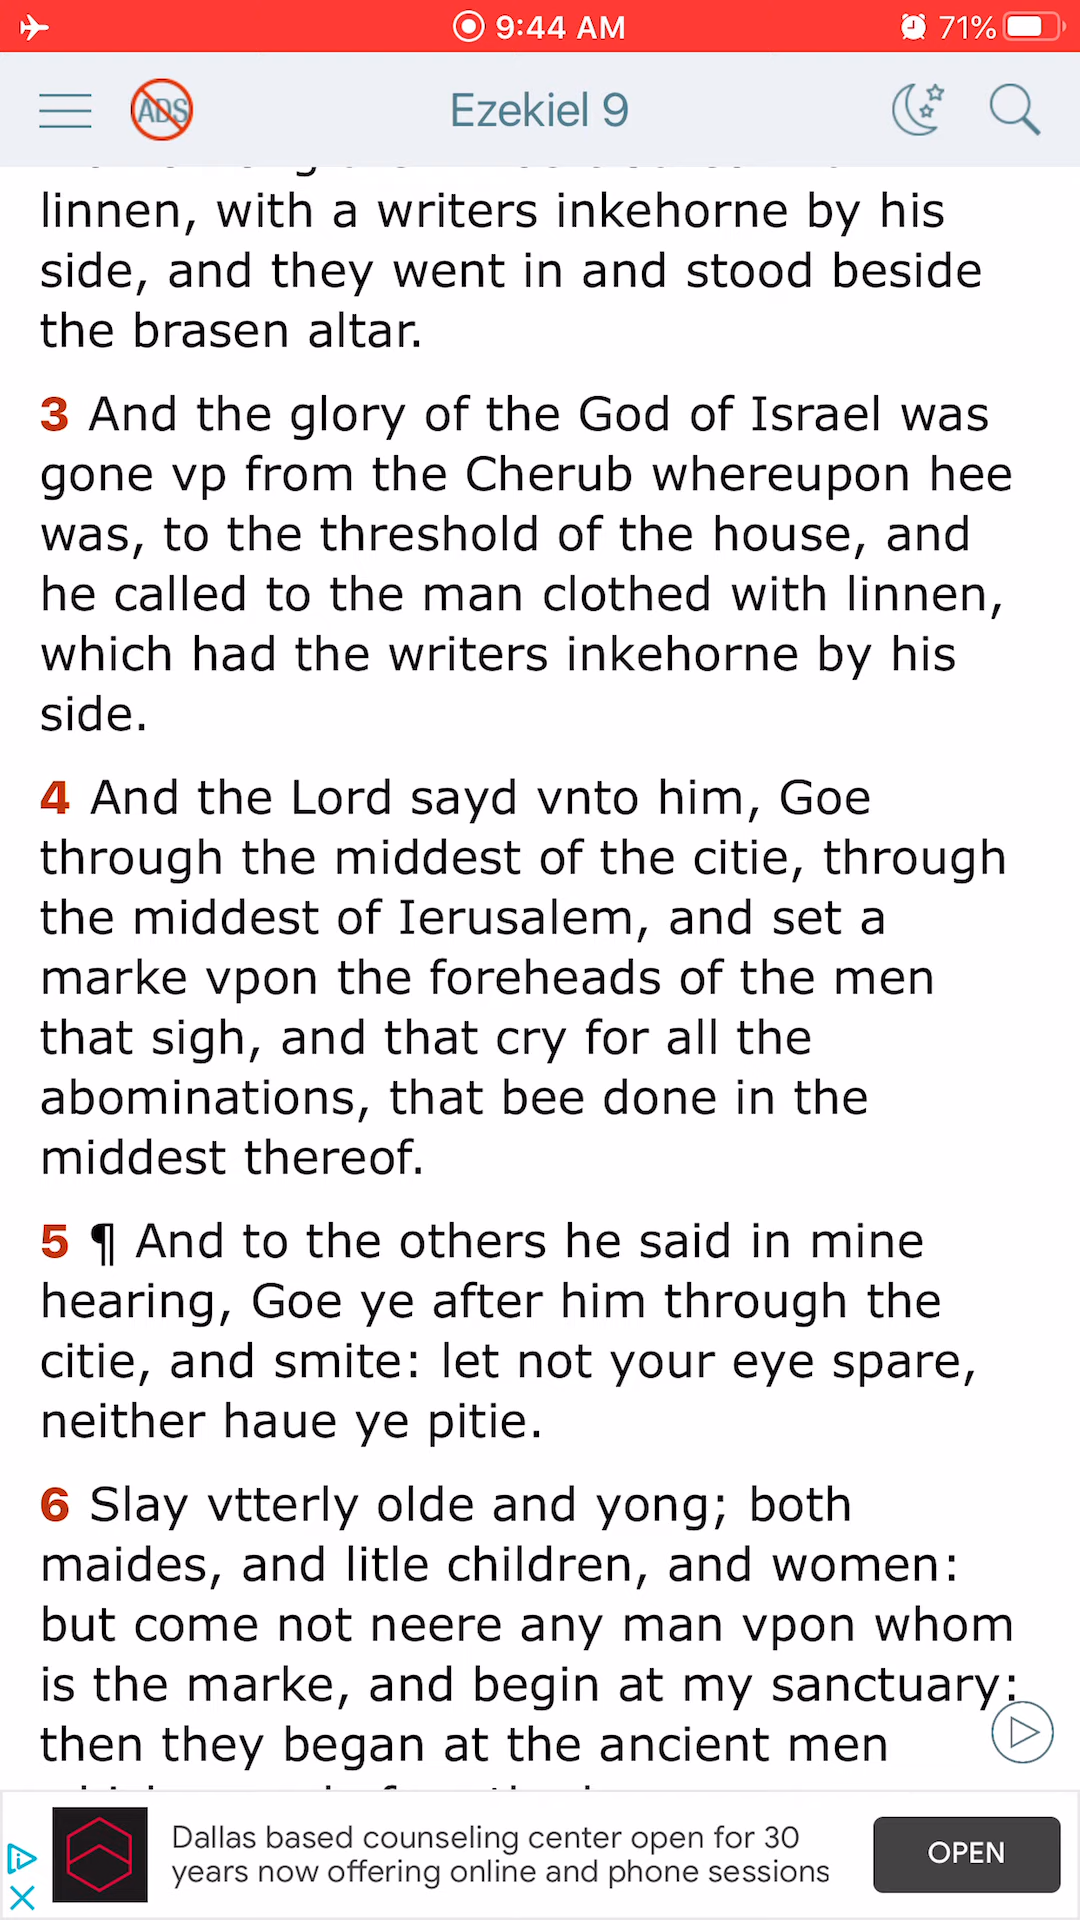 9:44 AM
71%
ADS
Ezekiel 9
linnen, with a writers inkehorne by his
side, and they went in and stood beside
the brasen altar.
3 And the glory of the God of Israel was
gone vp from the Cherub whereupon hee
was, to the threshold of the house, and
he called to the man clothed with linnen,
which had the writers inkehorne by his
side.
4 And the Lord sayd vnto him, Goe
through the middest of the citie, through
the middest of Ierusalem, and set a
marke vpon the foreheads of the men
that sigh, and that cry for all the
abominations, that bee done in the
middest thereof.
5 ¶ And to the others he said in mine
hearing, Goe ye after him through the
citie, and smite: let not your eye spare,
neither haue ye pitie.
6 Slay vtterly olde and yong; both
maides, and litle children, and women:
but come not neere any man vpon whom
is the marke, and begin at my sanctuary:
then they began at the ancient men
Dallas based counseling center open for 30
years now offering online and phone sessions
OPEN